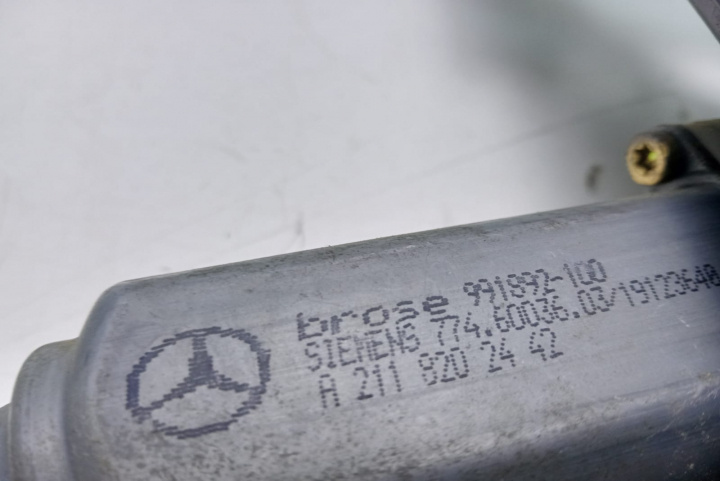 brose 991892-100
SIEMENS 774.60036.03/19123640
A 211 820 24 42